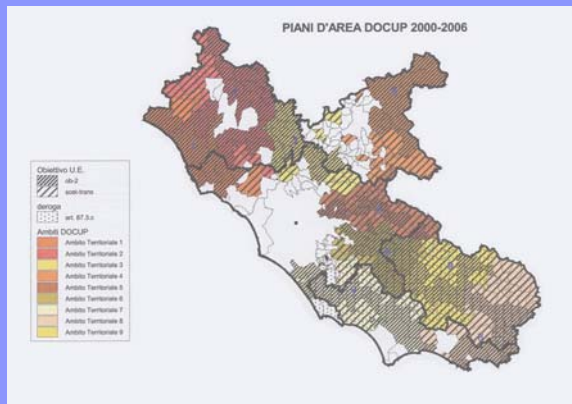 PIANI D'AREA DOCUP 2000-2006
Obiettivo U.E.
ob-2
sost-trans
deroga
art. 87.3.c
Ambiti DOCUP
Ambito Territoriale 1
Ambito Territoriale 2
Ambito Territoriale 3
Ambito Territoriale 4
Ambito Territoriale 5
Ambito Territoriale 6
Ambito Territoriale 7
Ambito Territoriale 8
Ambito Territoriale 9